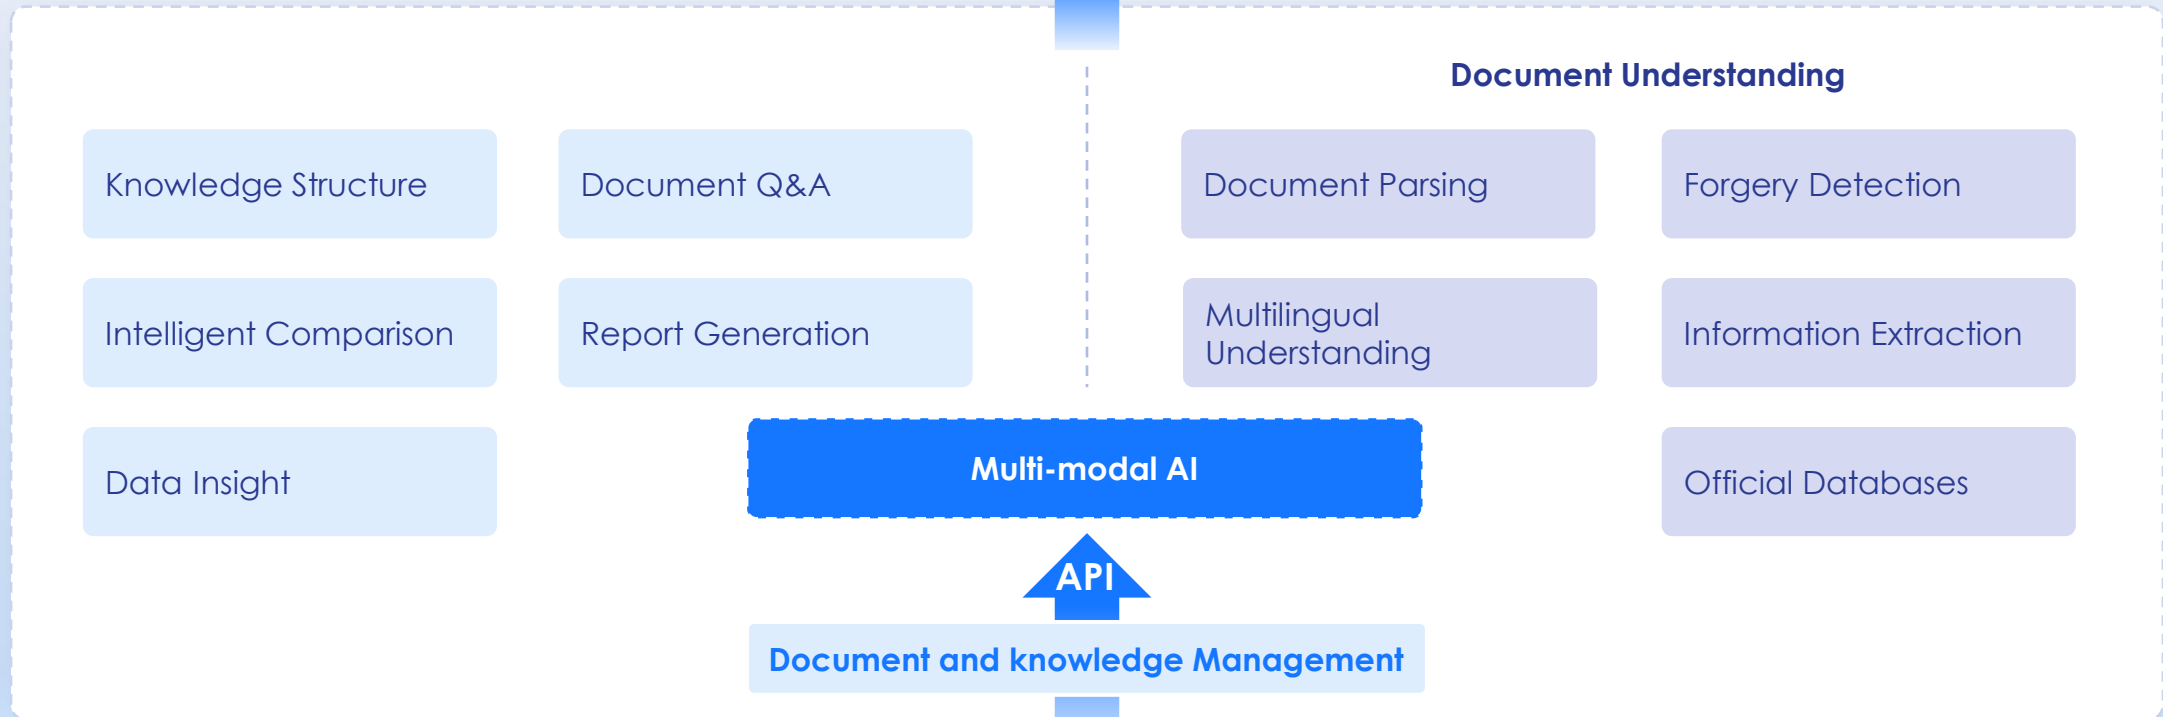 Document Understanding
Knowledge Structure
Document Q&A
Document Parsing
Forgery Detection
Intelligent Comparison
Report Generation
Multilingual
Understanding
Information Extraction
Data Insight
Multi-modal AI
Official Databases
API
Document and knowledge Management